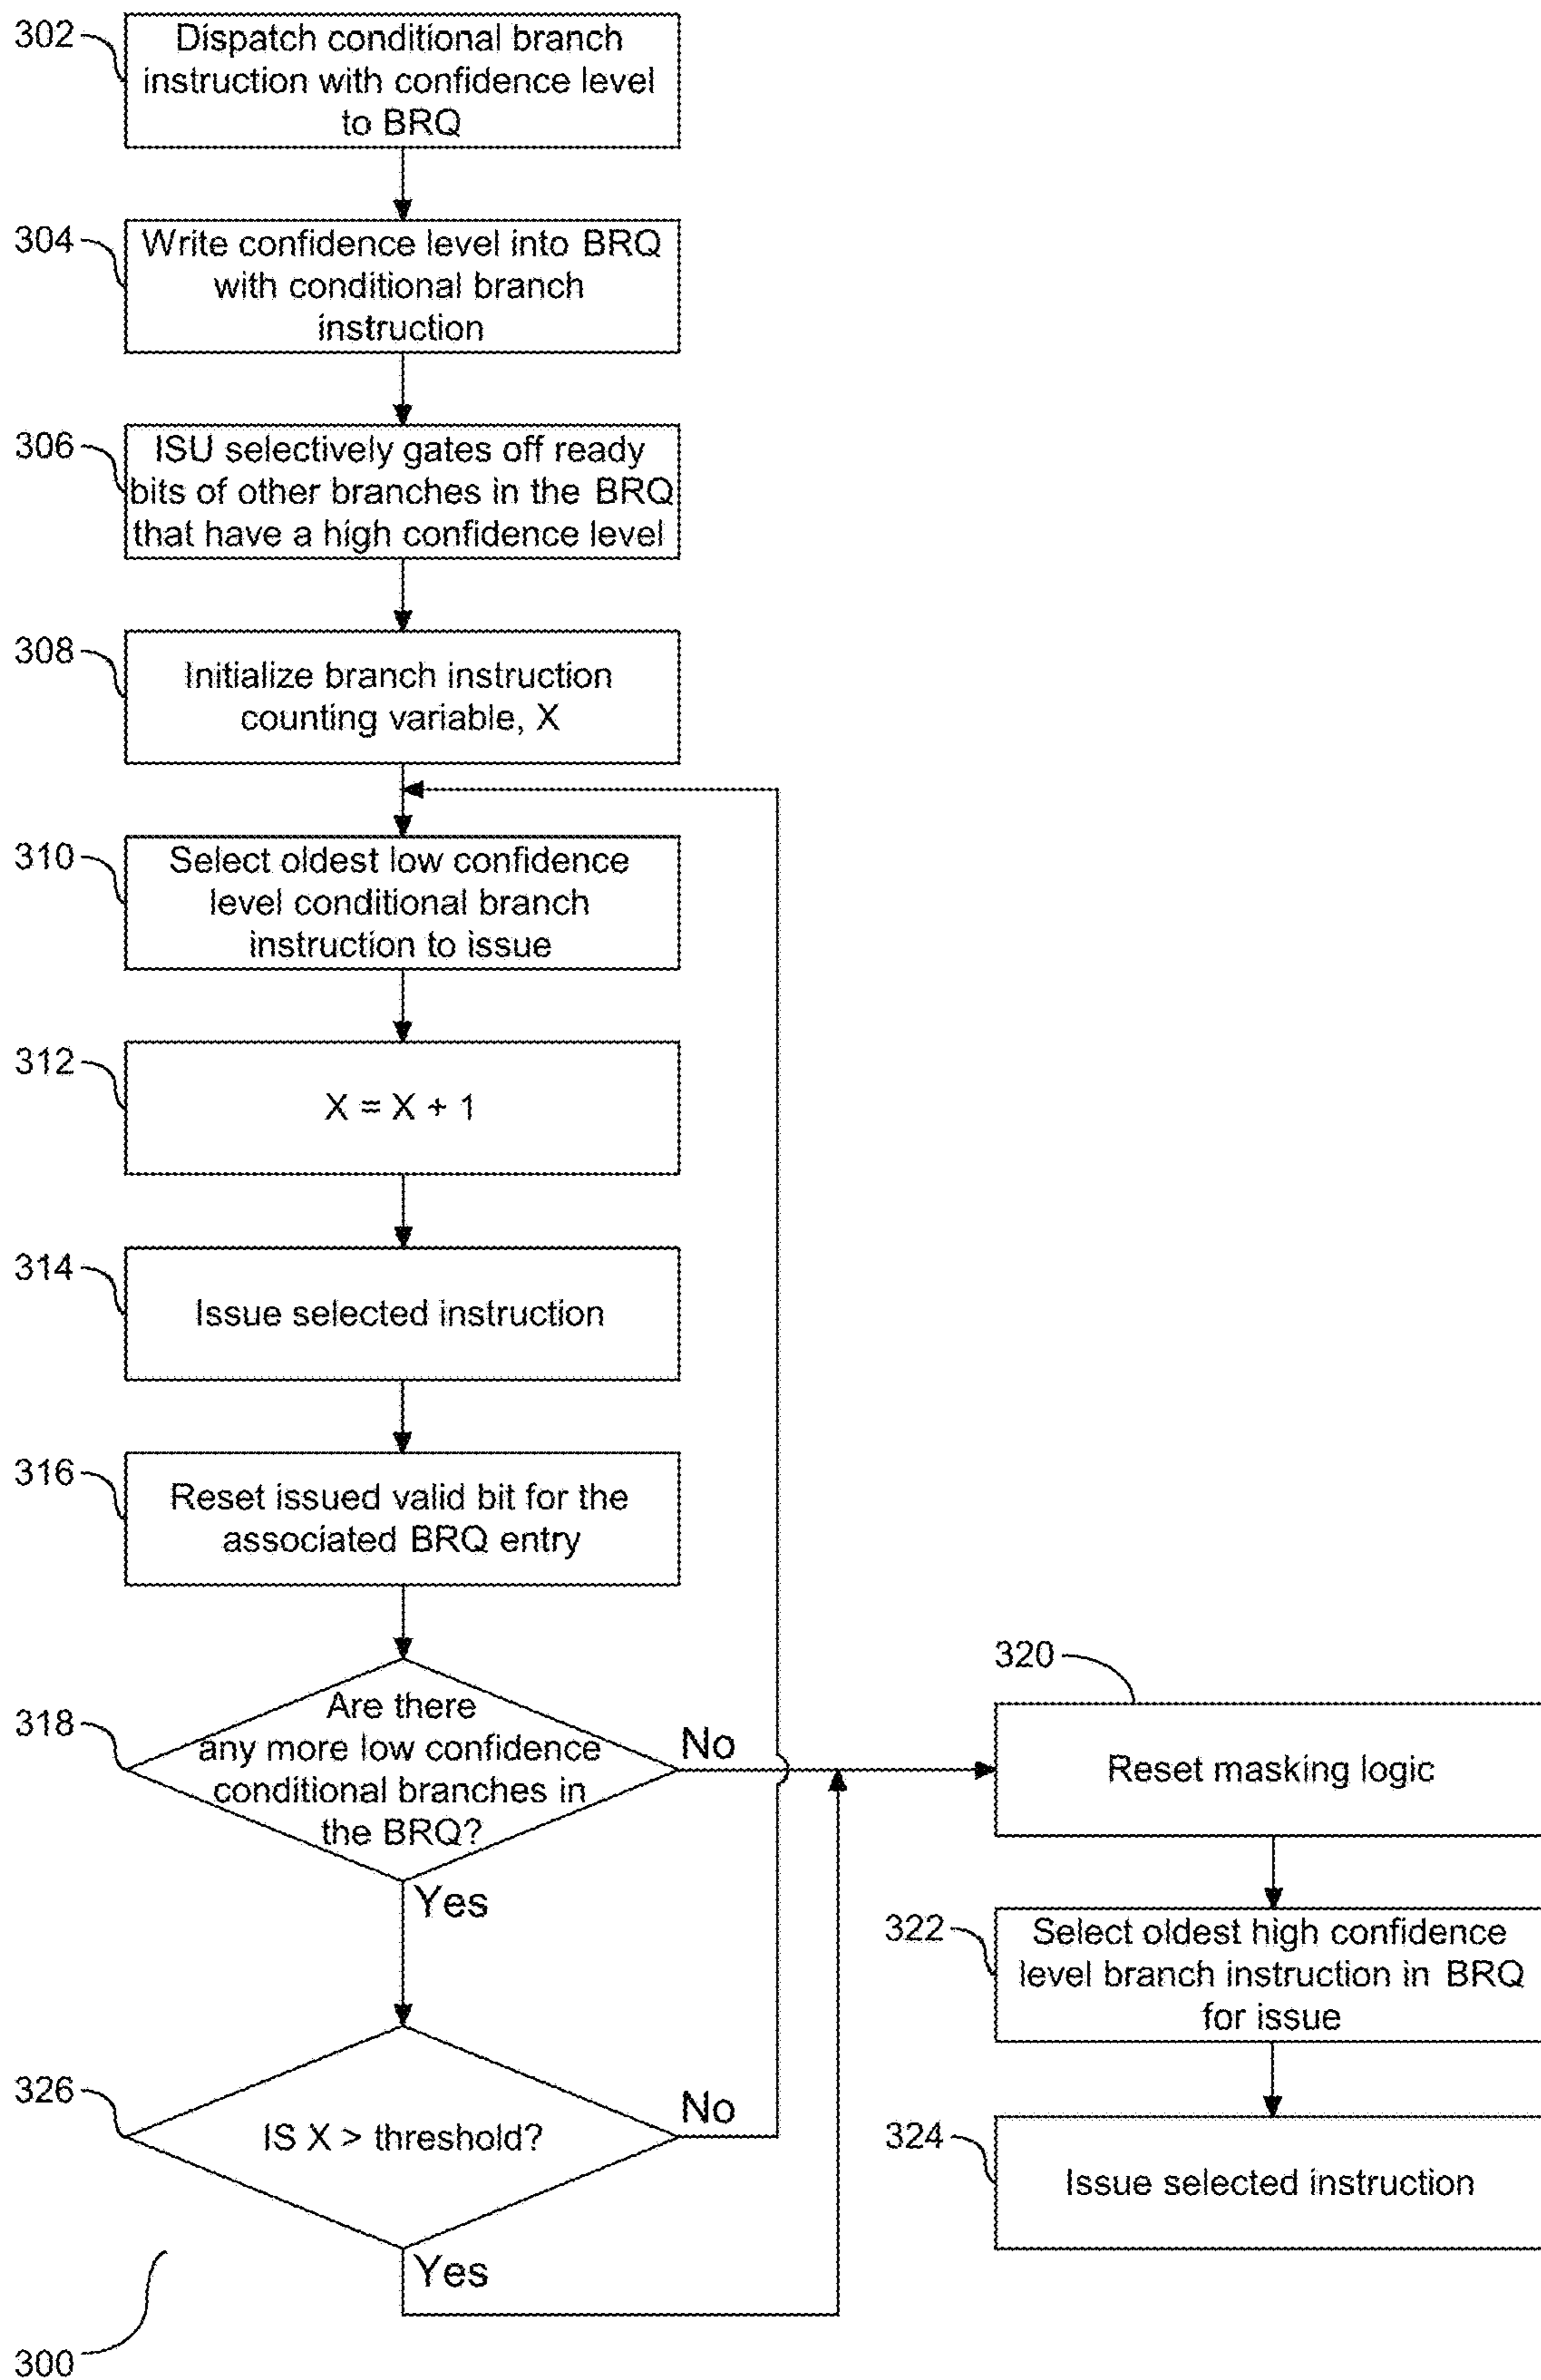 302
Dispatch conditional branch
instruction with confidence level
to BRQ
304
Write confidence level into BRQ
with conditional branch
instruction
306
ISU selectively gates off ready
bits of other branches in the BRQ
that have a high confidence level
308
Initialize branch instruction
counting variable, X
310
Select oldest low confidence
level conditional branch
instruction to issue
312
X = X + 1
314
Issue selected instruction
316
Reset issued valid bit for the
associated BRQ entry
318
Are there
any more low confidence
conditional branches in
the BRQ?
No
Yes
320
Reset masking logic
322
Select oldest high confidence
level branch instruction in BRQ
for issue
324
Issue selected instruction
326
IS X > threshold?
No
Yes
300